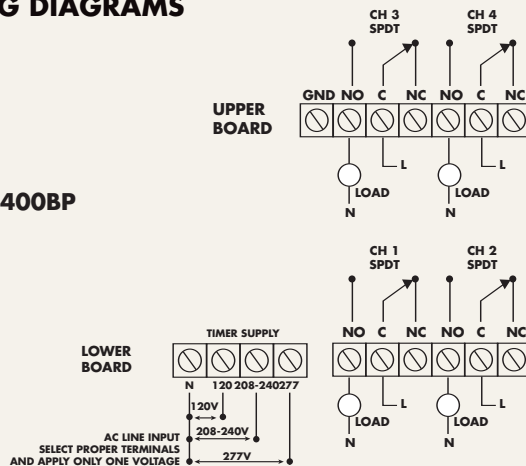 G DIAGRAMS
400BP
CH 3 CH 4
SPDT SPDT
GND NO C NC NO C NC
UPPER
BOARD
L L
LOAD LOAD
N N
CH 1 CH 2
SPDT SPDT
TIMER SUPPLY
NO C NC NO C NC
LOWER
BOARD
N 120 208-240 277
120V
L L
LOAD LOAD
N N
208-240V
AC LINE INPUT
SELECT PROPER TERMINALS
AND APPLY ONLY ONE VOLTAGE
277V